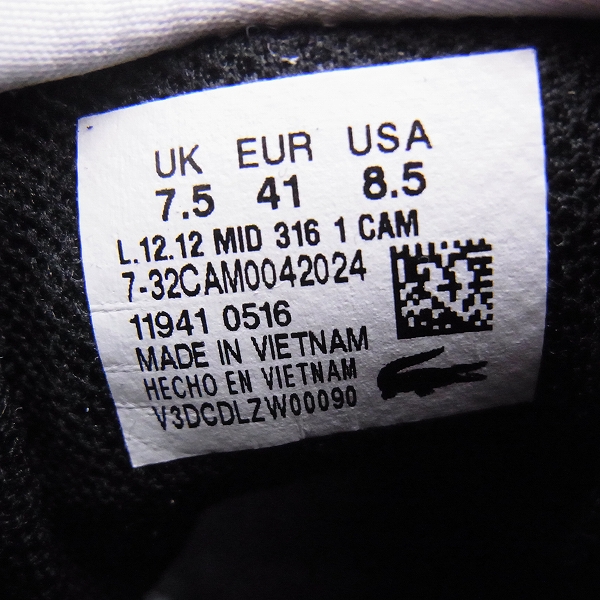 UK EUR USA
7.5 41 8.5
L.12.12 MID 316 1 CAM
7-32CAM0042024
11941 0516
MADE IN VIETNAM
HECHO EN VIETNAM
V3DCDLZW00090